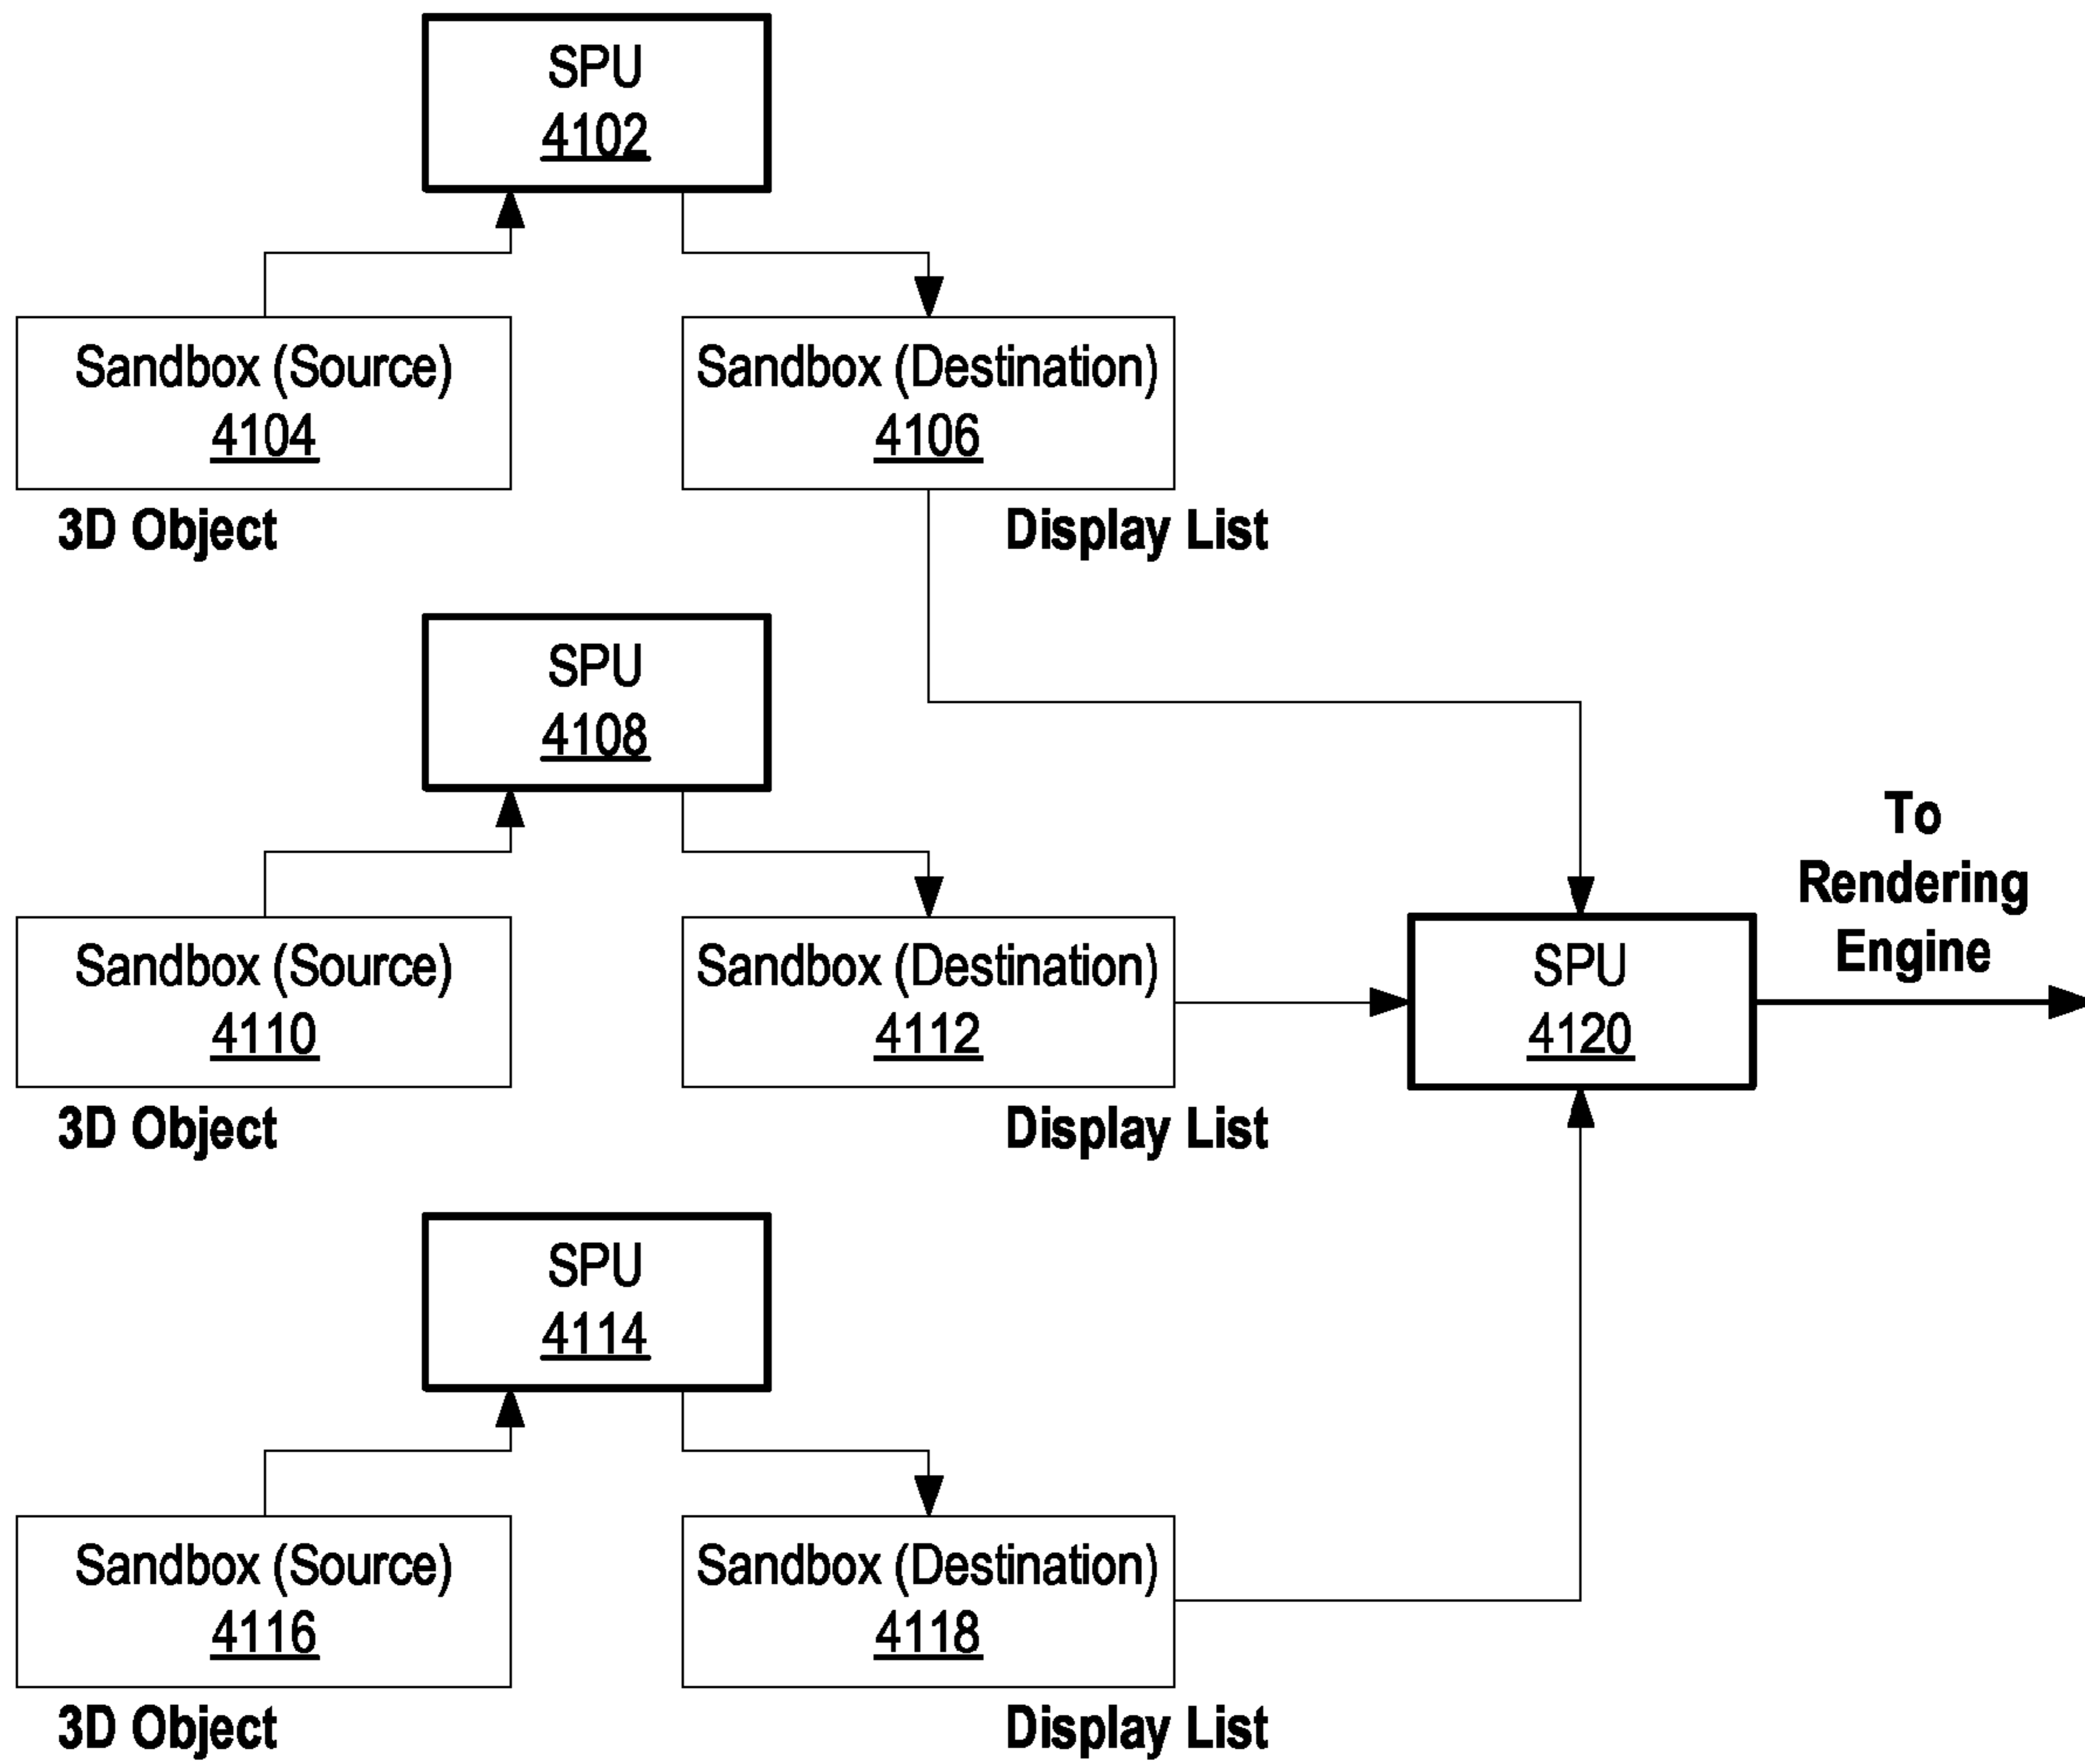 SPU
4102
Sandbox (Source)
4104
3D Object
Sandbox (Destination)
4106
Display List
SPU
4108
Sandbox (Source)
4110
3D Object
Sandbox (Destination)
4112
Display List
SPU
4114
Sandbox (Source)
4116
3D Object
Sandbox (Destination)
4118
Display List
SPU
4120
To
Rendering
Engine